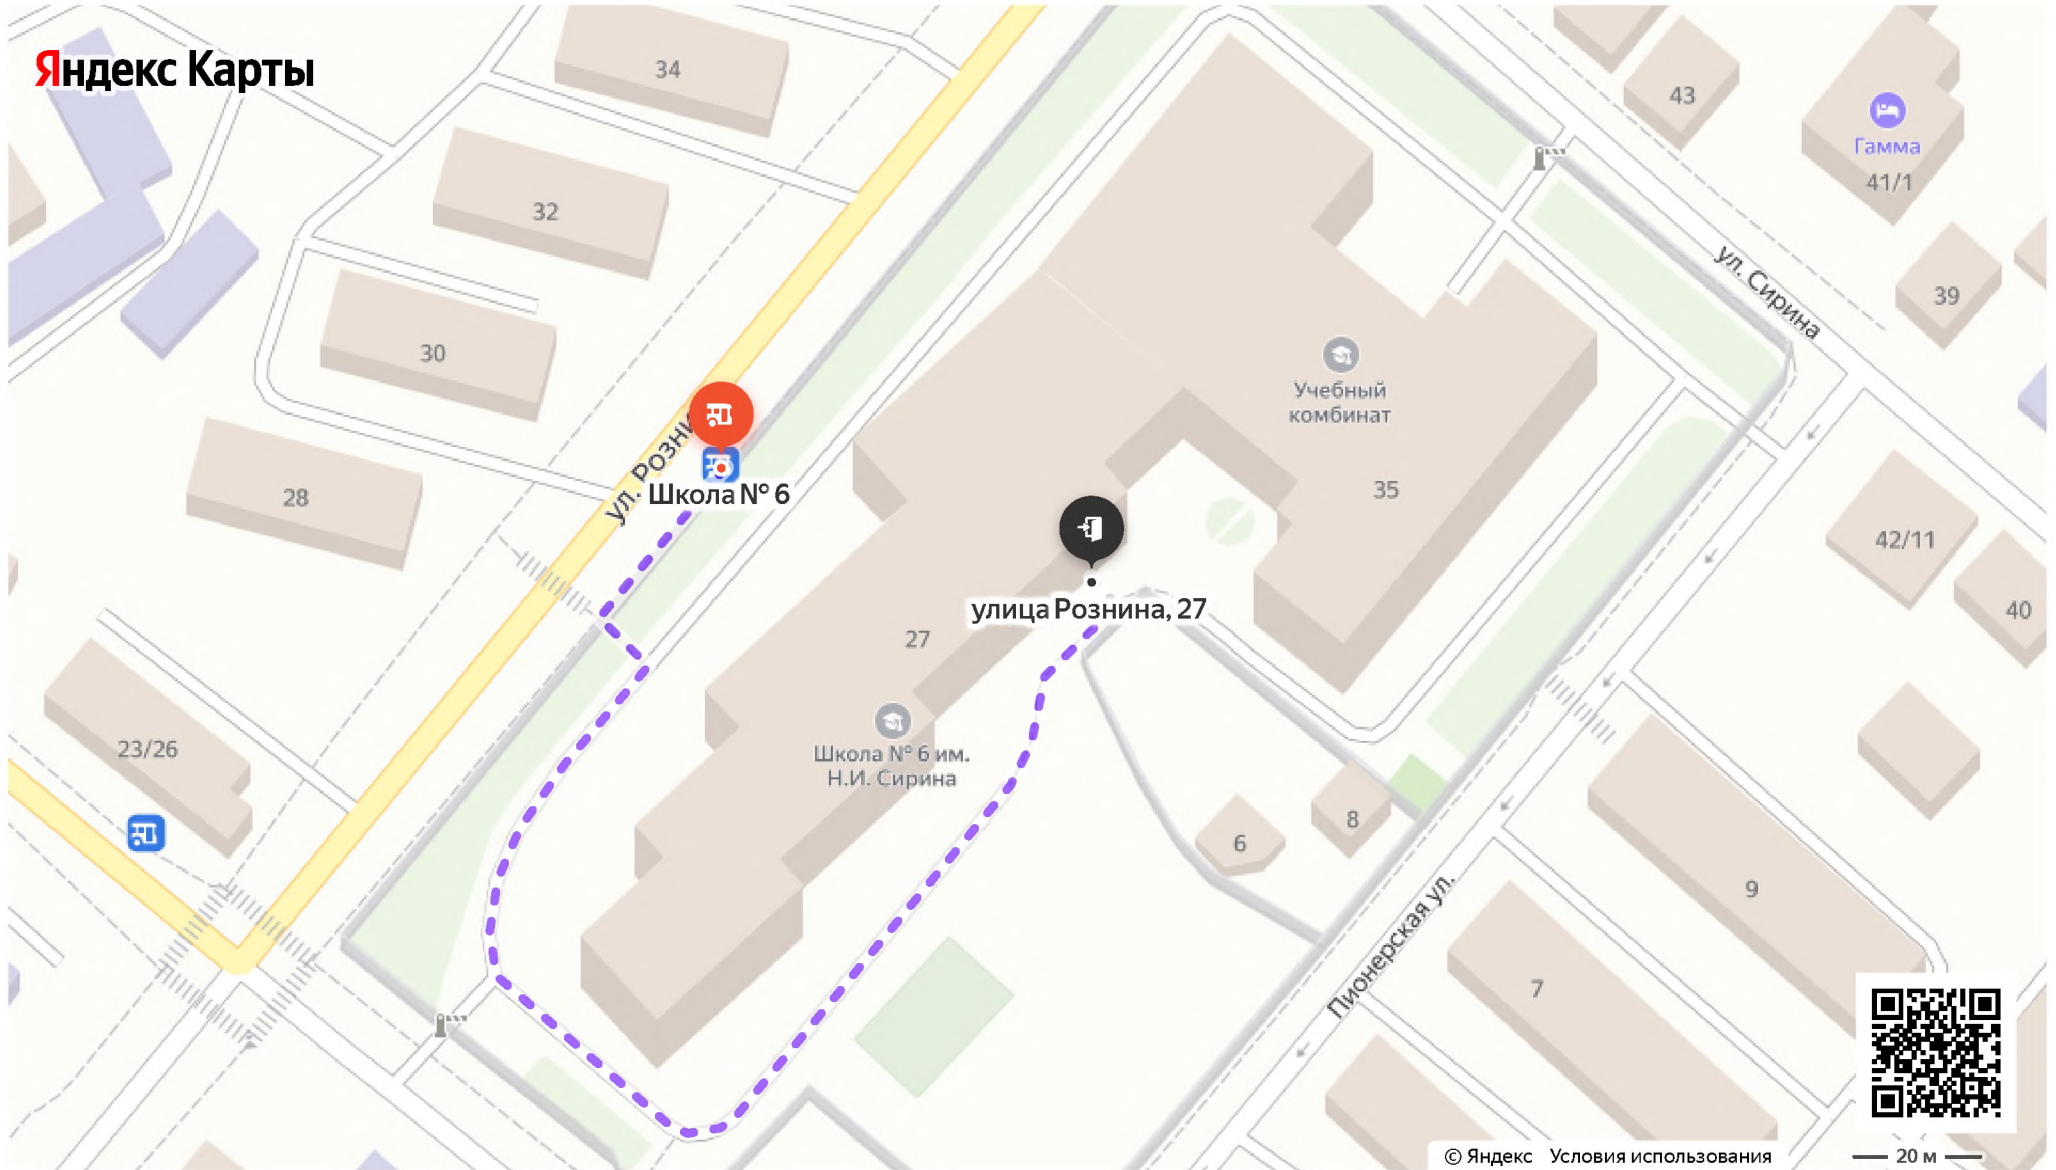 Яндекс Карты
34
43
Гамма
41/1
32
ул. Сирина
39
30
Учебный
комбинат
ул. Розни
Школа № 6
28
35
42/11
улица Рознина, 27
40
27
23/26
Школа № 6 им.
Н.И. Сирина
8
6
9
Пионерская ул.
7
© Яндекс Условия использования
20 м